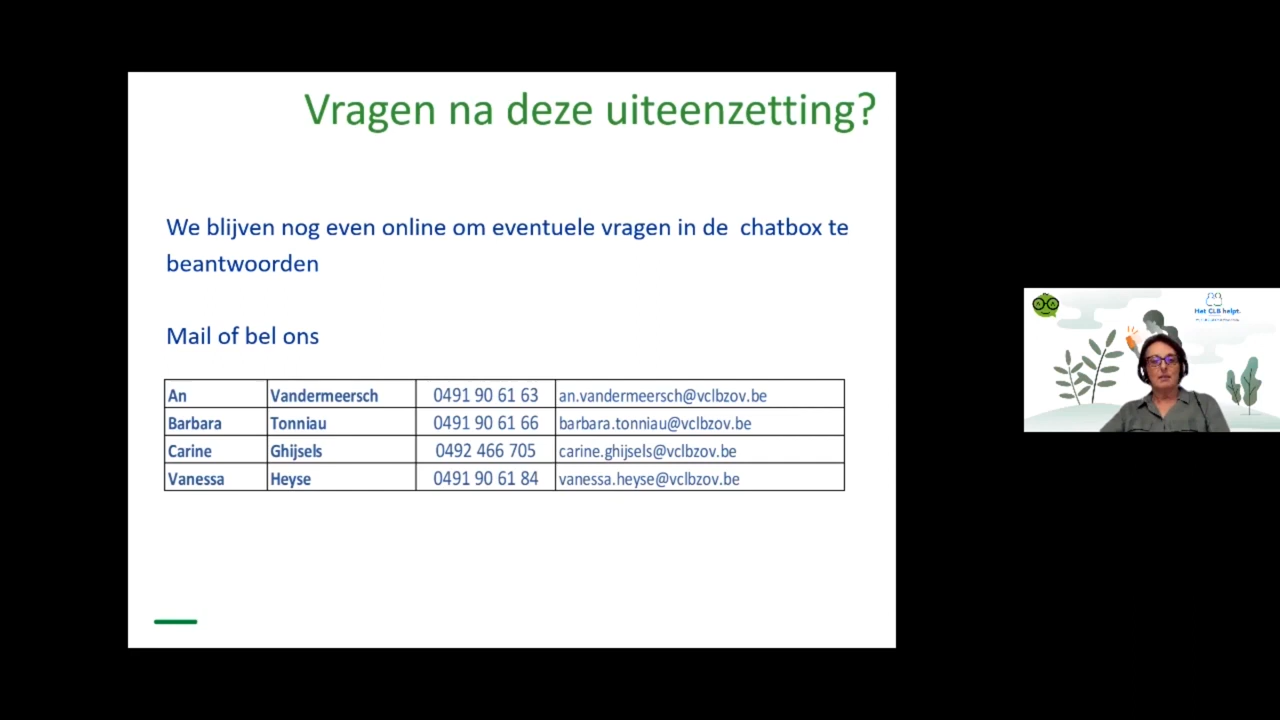 Vragen na deze uiteenzetting?
We blijven nog even online om eventuele vragen in de chatbox te
beantwoorden
Mail of bel ons
An Vandermeersch 0491 90 61 63 an.vandermeersch@vclbzov.be
Barbara Tonniau 0491 90 61 66 barbara.tonniau@vclbzov.be
Carine Ghijsels 0492 466 705 carine.ghijsels@vclbzov.be
Vanessa Heyse 0491 90 61 84 vanessa.heyse@vclbzov.be
Het CLB helpt.